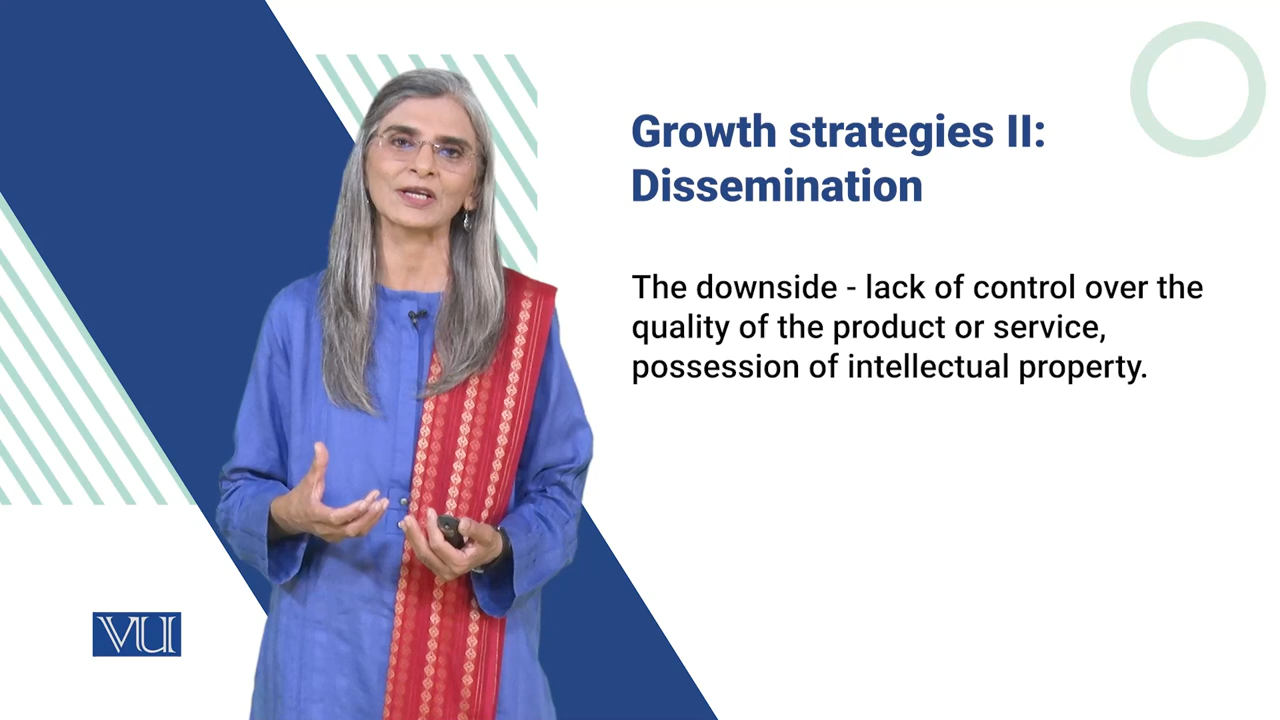 Growth strategies II:
Dissemination
The downside - lack of control over the
quality of the product or service,
possession of intellectual property.
VU